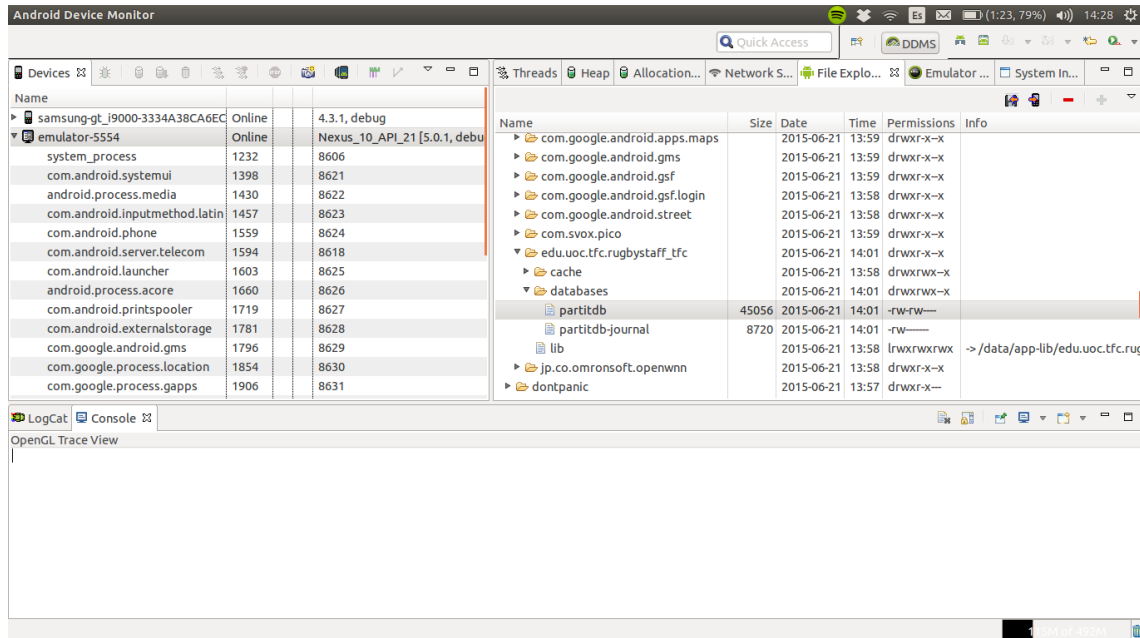 Android Device Monitor Es (1:23, 79%) 14:28
Quick Access DDMS
Devices
Name
samsung-gt_i9000-3334A38CA6EC Online 4.3.1, debug
emulator-5554 Online Nexus_10_API_21 [5.0.1, debu
system_process 1232 8606
com.android.systemui 1398 8621
android.process.media 1430 8622
com.android.inputmethod.latin 1457 8623
com.android.phone 1559 8624
com.android.server.telecom 1594 8618
com.android.launcher 1603 8625
android.process.acore 1660 8626
com.android.printspooler 1719 8627
com.android.externalstorage 1781 8628
com.google.android.gms 1796 8629
com.google.process.location 1854 8630
com.google.process.gapps 1906 8631
Threads Heap Allocation... Network S... File Explo... Emulator ... System In...
Name Size Date Time Permissions Info
com.google.android.apps.maps 2015-06-21 13:59 drwxr-x--x
com.google.android.gms 2015-06-21 13:59 drwxr-x--x
com.google.android.gsf 2015-06-21 13:59 drwxr-x--x
com.google.android.gsf.login 2015-06-21 13:58 drwxr-x--x
com.google.android.street 2015-06-21 13:58 drwxr-x--x
com.svox.pico 2015-06-21 13:59 drwxr-x--x
edu.uoc.tfc.rugbystaff_tfc 2015-06-21 14:01 drwxr-x--x
cache 2015-06-21 13:58 drwxrwx--x
databases 2015-06-21 14:01 drwxrwx--x
partitdb 45056 2015-06-21 14:01 -rw-rw----
partitdb-journal 8720 2015-06-21 14:01 -rw-------
lib 2015-06-21 13:58 lrwxrwxrwx -> /data/app-lib/edu.uoc.tfc.rug
jp.co.omronsoft.openwnn 2015-06-21 13:58 drwxr-x--x
dontpanic 2015-06-21 13:57 drwxr-x---
LogCat Console
OpenGL Trace View
113M of 492M